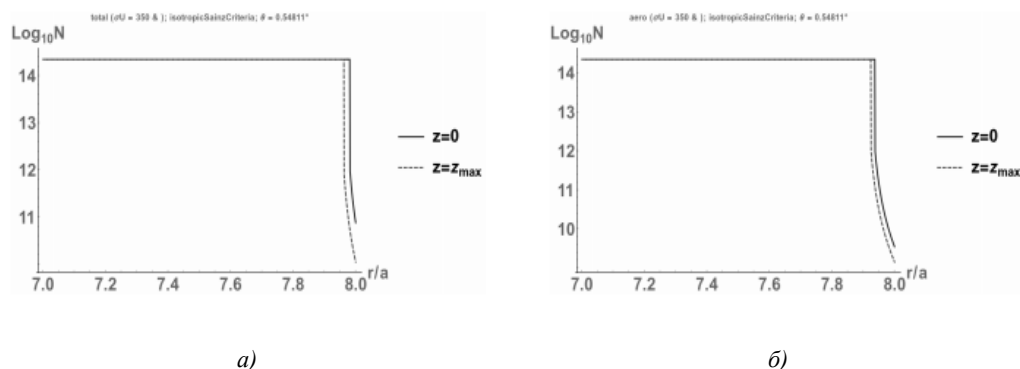 total (σU = 350 & ); isotropicSainzCriteria; θ = 0.54811°
Log₁₀N
14
13
12
11
7.0 7.2 7.4 7.6 7.8 8.0
r/a
z=0
z=zmax
а)
aero (σU = 350 & ); isotropicSainzCriteria; θ = 0.54811°
Log₁₀N
14
13
12
11
10
7.0 7.2 7.4 7.6 7.8 8.0
r/a
z=0
z=zmax
б)